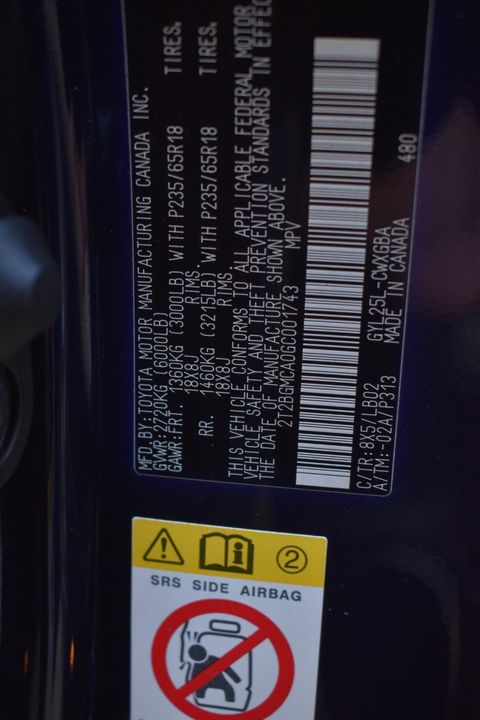 MFD.BY:TOYOTA MOTOR MANUFACTURING CANADA INC.
GVWR:2720KG (6000LB)
GAWR:FRT. 1360KG (3000LB) WITH P235/65R18 TIRES.
18X8J RIMS
RR. 1460KG (3215LB) WITH P235/65R18 TIRES.
18X8J RIMS
THIS VEHICLE CONFORMS TO ALL APPLICABLE FEDERAL MOTOR
VEHICLE SAFETY AND THEFT PREVENTION STANDARDS IN EFFEC
THE DATE OF MANUFACTURE SHOWN ABOVE.
2T2BGMCA0GC001743 MPV
C/TR:8X5/LB02 GYL25L-CWXGBA 480
A/TM:-02A/P313 MADE IN CANADA
2
SRS SIDE AIRBAG